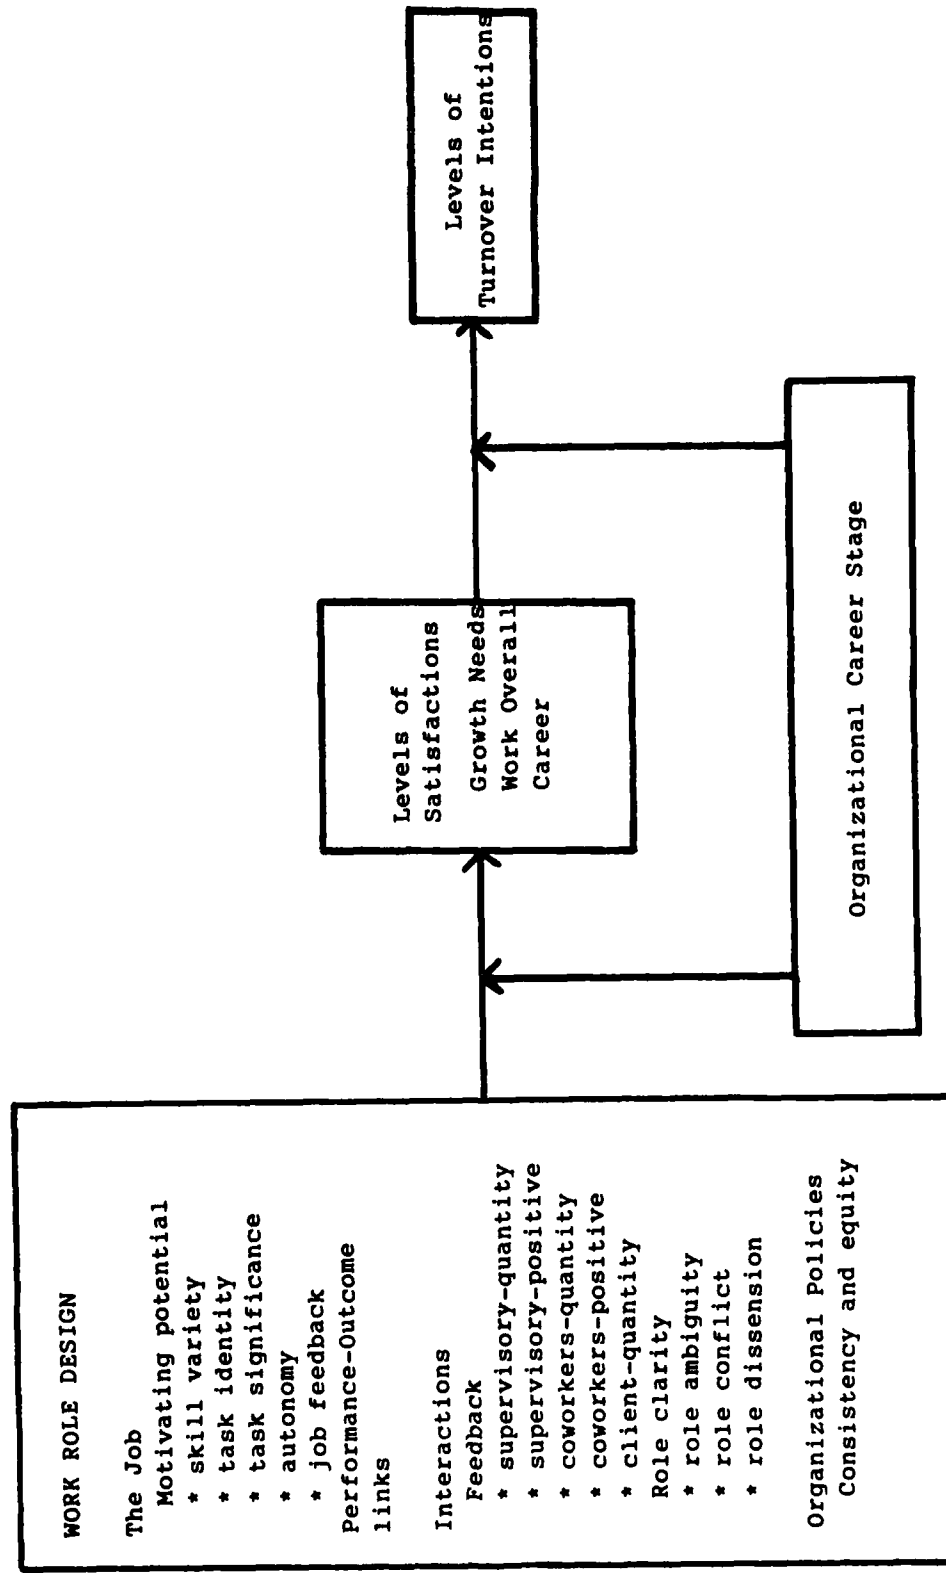 WORK ROLE DESIGN
The Job
Motivating potential
* skill variety
* task identity
* task significance
* autonomy
* job feedback
Performance-Outcome
links
Interactions
Feedback
* supervisory-quantity
* supervisory-positive
* coworkers-quantity
* coworkers-positive
* client-quantity
Role clarity
* role ambiguity
* role conflict
* role dissension
Organizational Policies
Consistency and equity
Levels of
Satisfactions
Growth Needs
Work Overall
Career
Levels of
Turnover Intentions
Organizational Career Stage